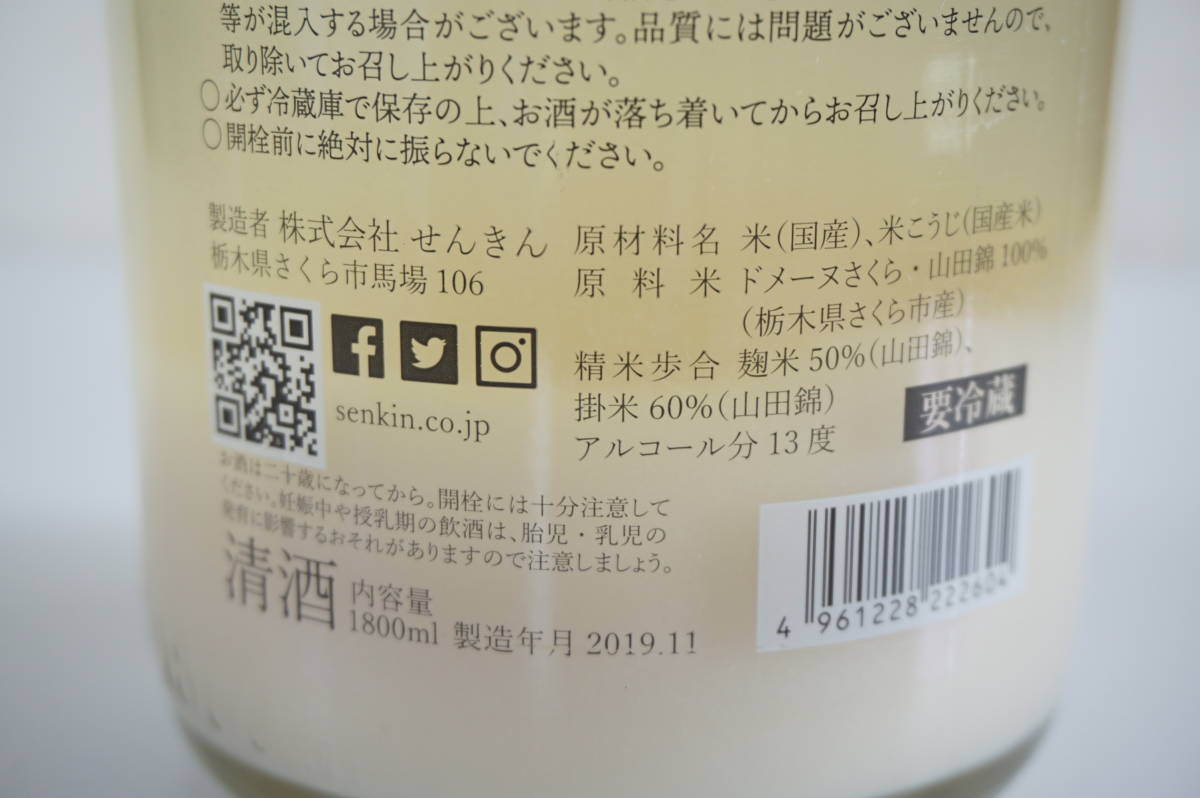 等が混入する場合がございます。品質には問題がございませんので、
取り除いてお召し上がりください。
○必ず冷蔵庫で保存の上、お酒が落ち着いてからお召し上がりください。
○開栓前に絶対に振らないでください。
製造者 株式会社 せんきん
栃木県さくら市馬場106
senkin.co.jp
原材料名 米(国産)、米こうじ(国産米)
原料米 ドメーヌさくら・山田錦100%
(栃木県さくら市産)
精米歩合 麹米50%(山田錦)、
掛米60%(山田錦)
アルコール分13度
要冷蔵
お酒は二十歳になってから。開栓には十分注意して
ください。妊娠中や授乳期の飲酒は、胎児・乳児の
発育に影響するおそれがありますので注意しましょう。
清酒 内容量
1800ml 製造年月 2019.11
4 961228 222604